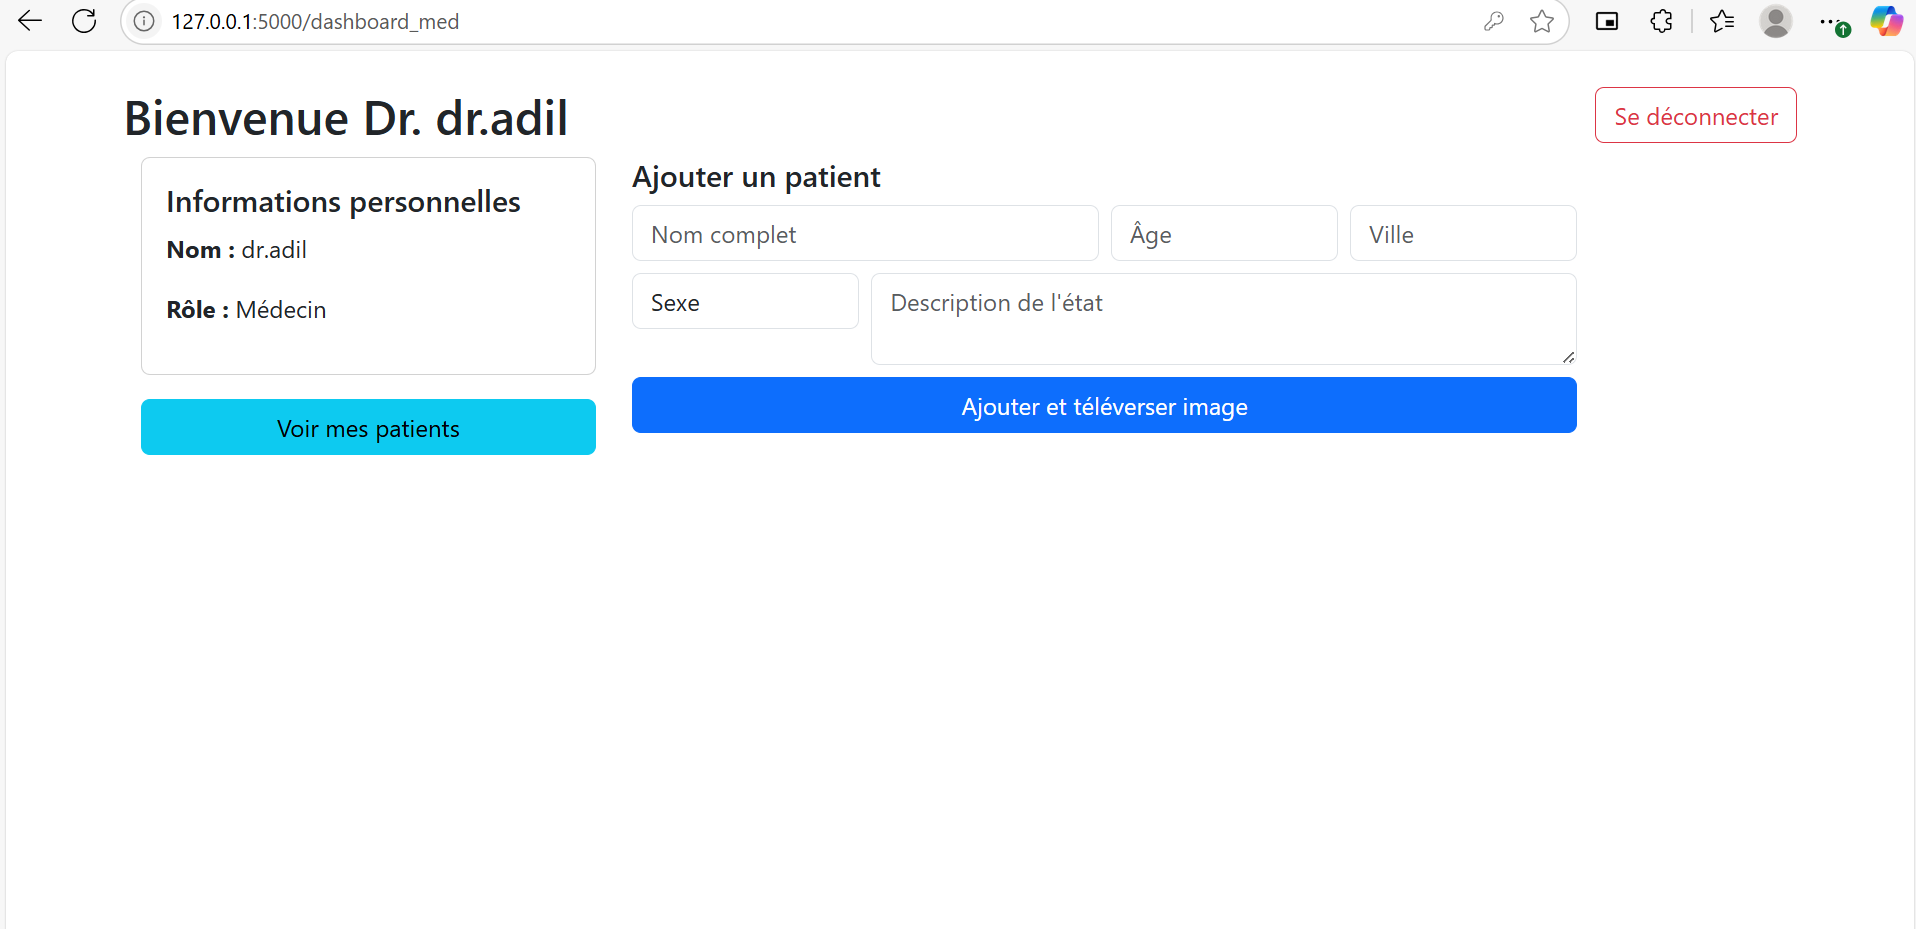 127.0.0.1:5000/dashboard_med
Bienvenue Dr. dr.adil
Se déconnecter
Informations personnelles
Nom : dr.adil
Rôle : Médecin
Voir mes patients
Ajouter un patient
Nom complet
Âge
Ville
Sexe
Description de l'état
Ajouter et téléverser image